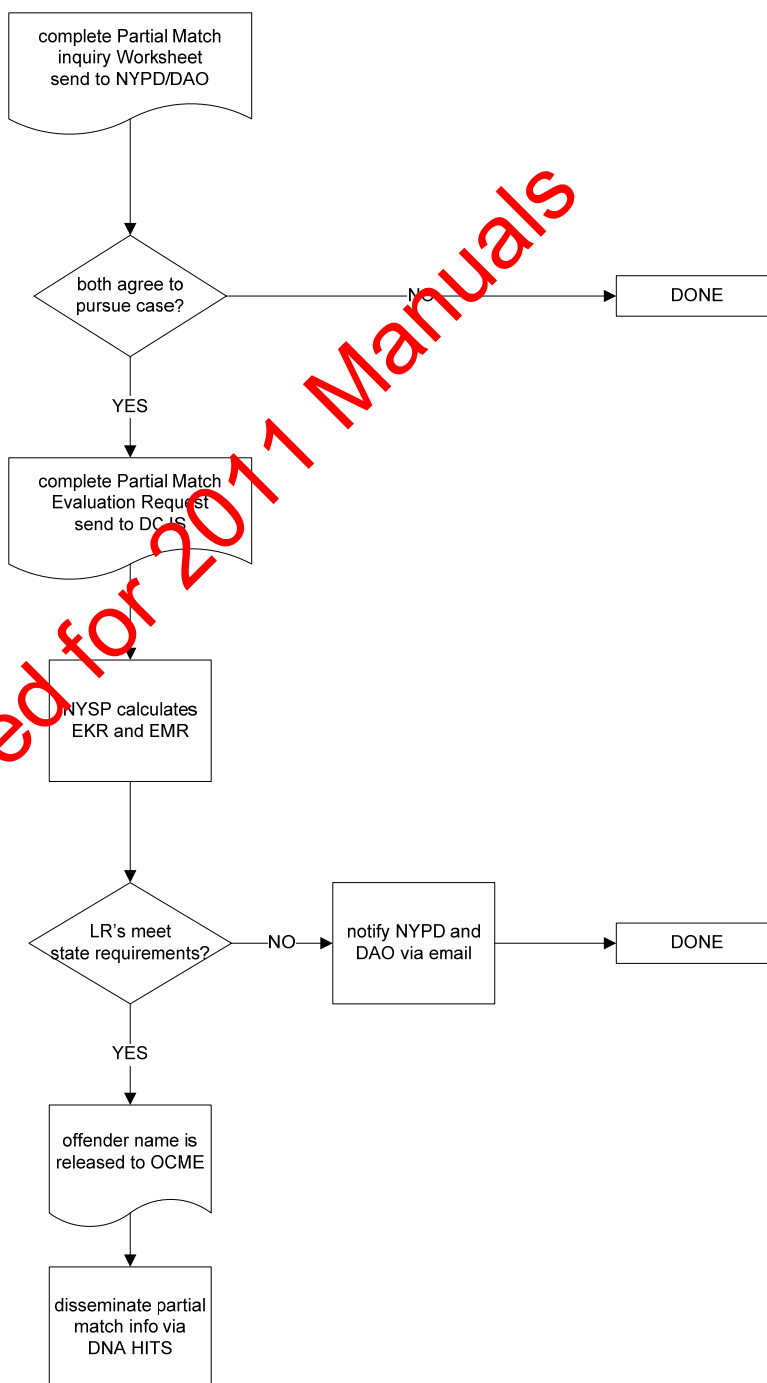 complete Partial Match
inquiry Worksheet
send to NYPD/DAO
both agree to
pursue case?
NO
DONE
YES
complete Partial Match
Evaluation Request
send to DCJS
NYSP calculates
EKR and EMR
LR's meet
state requirements?
NO
notify NYPD and
DAO via email
DONE
YES
offender name is
released to OCME
disseminate partial
match info via
DNA HITS
for 2011 Manuals